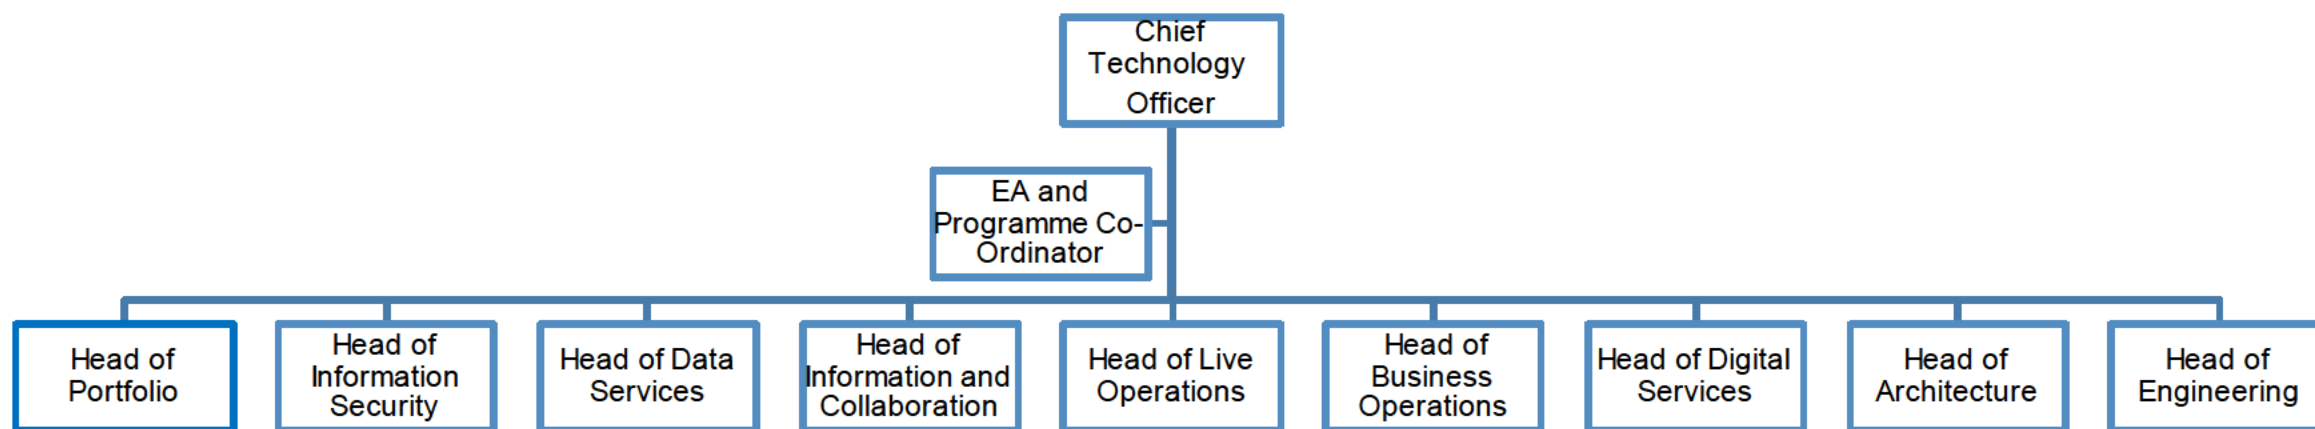 Chief
Technology
Officer
EA and
Programme Co-
Ordinator
Head of
Portfolio
Head of
Information
Security
Head of Data
Services
Head of
Information and
Collaboration
Head of Live
Operations
Head of
Business
Operations
Head of Digital
Services
Head of
Architecture
Head of
Engineering